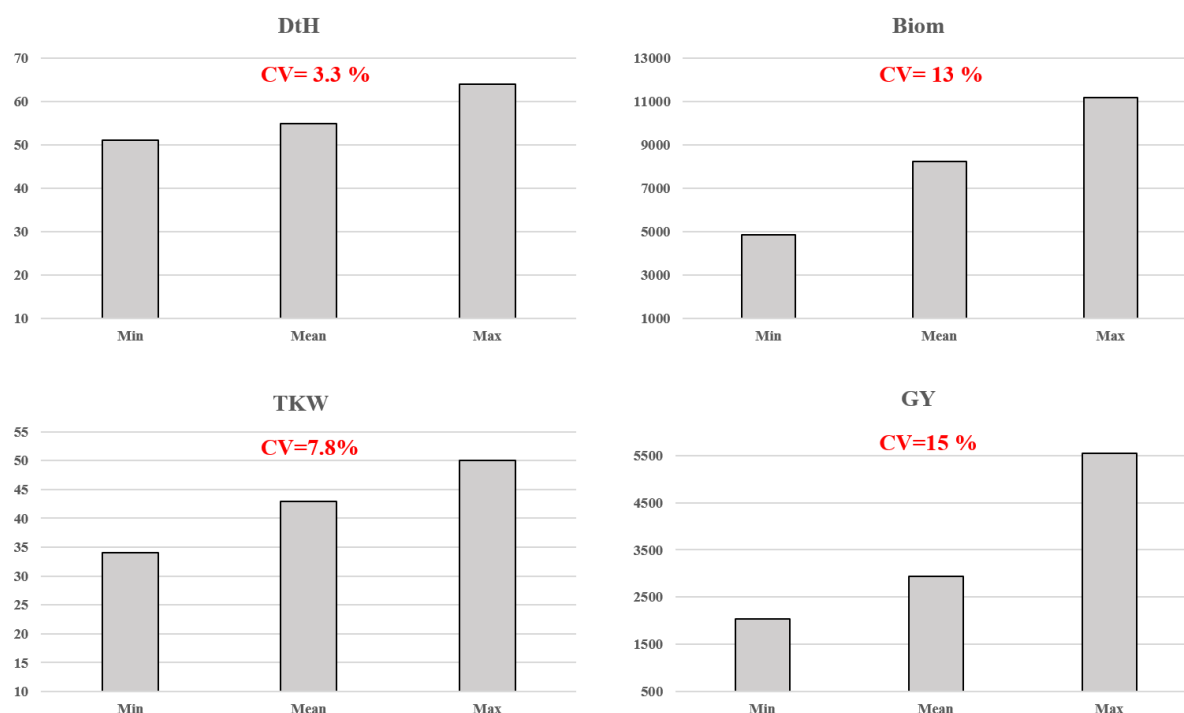 DtH
CV= 3.3 %
70
60
50
40
30
20
10
Min Mean Max
Biom
CV= 13 %
13000
11000
9000
7000
5000
3000
1000
Min Mean Max
TKW
CV=7.8%
55
50
45
40
35
30
25
20
15
10
Min Mean Max
GY
CV=15 %
5500
4500
3500
2500
1500
500
Min Mean Max